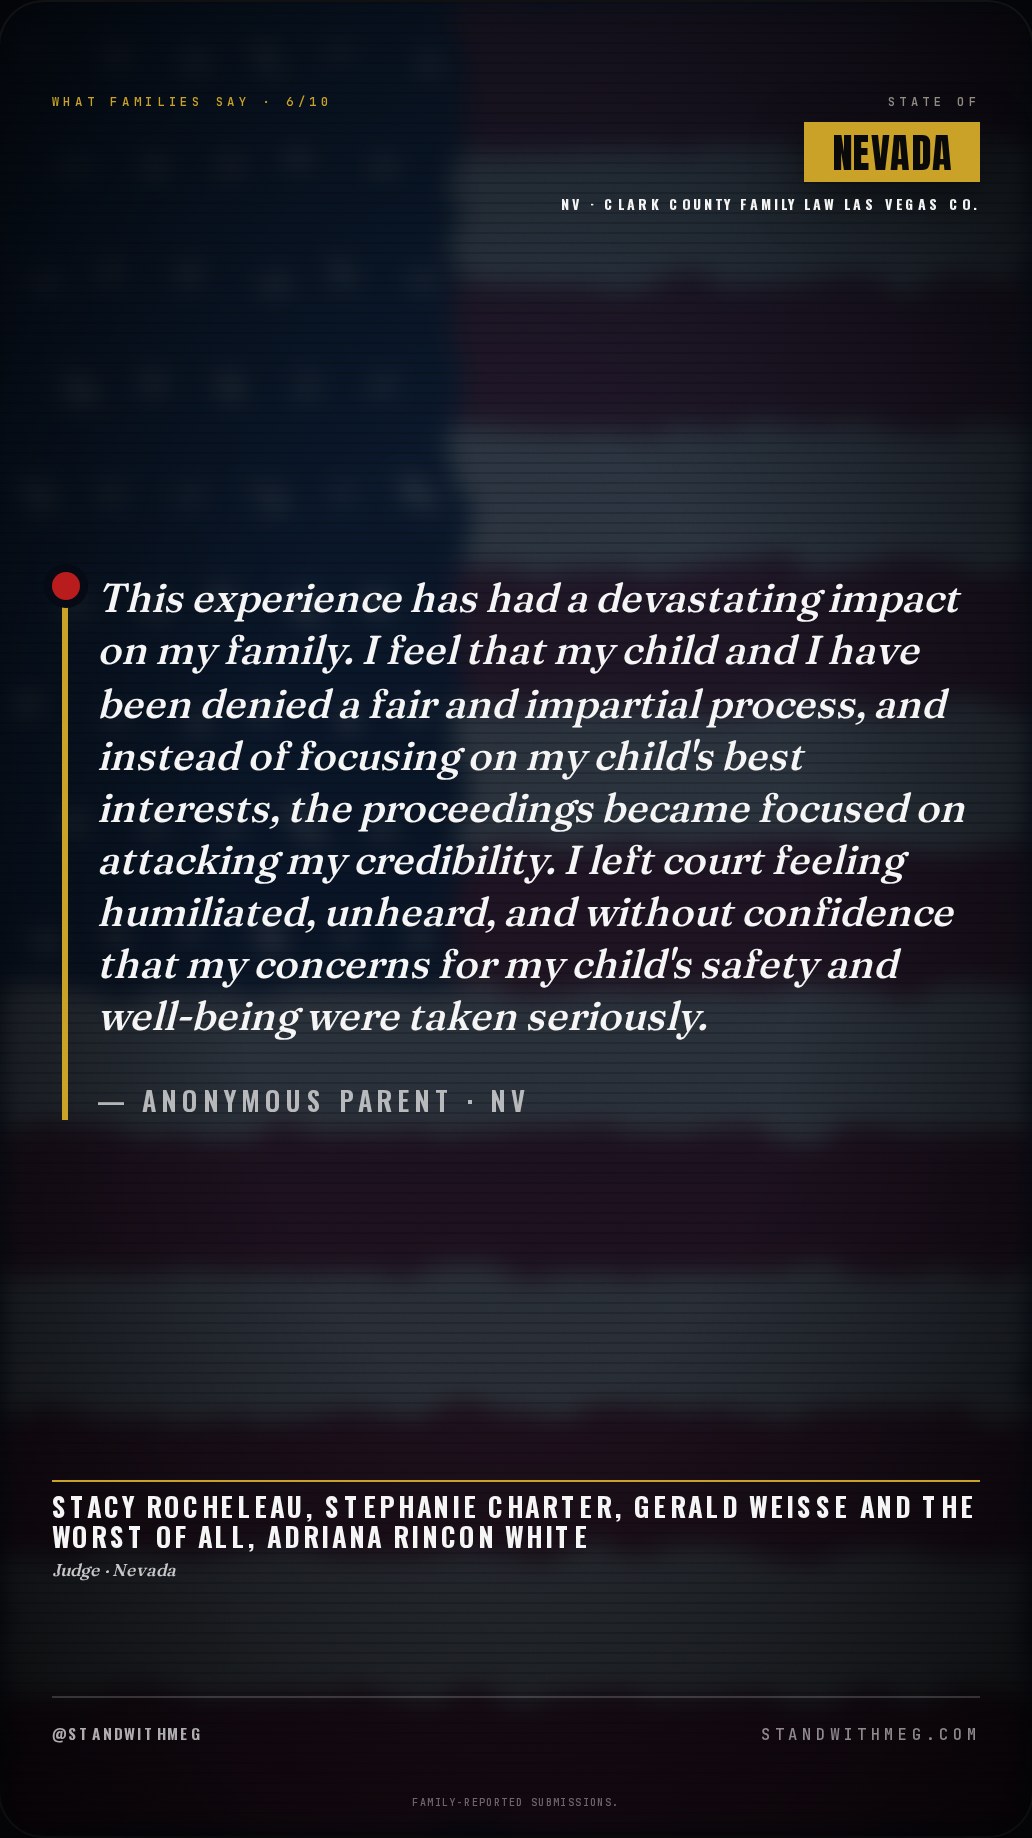 WHAT FAMILIES SAY · 6/10
STATE OF
NEVADA
NV · CLARK COUNTY FAMILY LAW LAS VEGAS CO.
This experience has had a devastating impact
on my family. I feel that my child and I have
been denied a fair and impartial process, and
instead of focusing on my child's best
interests, the proceedings became focused on
attacking my credibility. I left court feeling
humiliated, unheard, and without confidence
that my concerns for my child's safety and
well-being were taken seriously.
— ANONYMOUS PARENT · NV
STACY ROCHELEAU, STEPHANIE CHARTER, GERALD WEISSE AND THE
WORST OF ALL, ADRIANA RINCON WHITE
Judge · Nevada
@STANDWITHMEG
STANDWITHMEG.COM
FAMILY-REPORTED SUBMISSIONS.